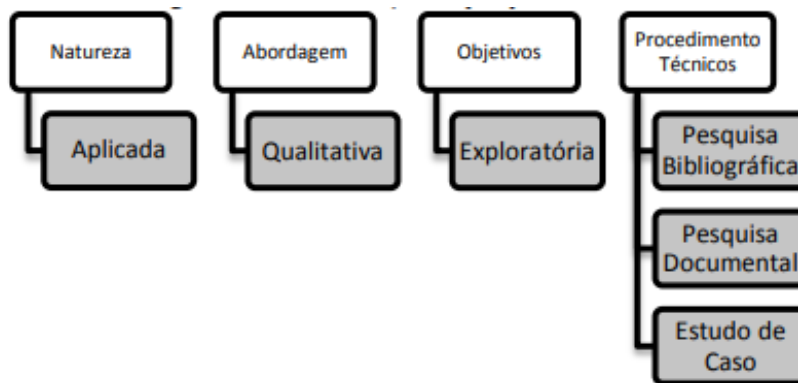 Natureza
Aplicada
Abordagem
Qualitativa
Objetivos
Exploratória
Procedimento
Técnicos
Pesquisa
Bibliográfica
Pesquisa
Documental
Estudo de
Caso